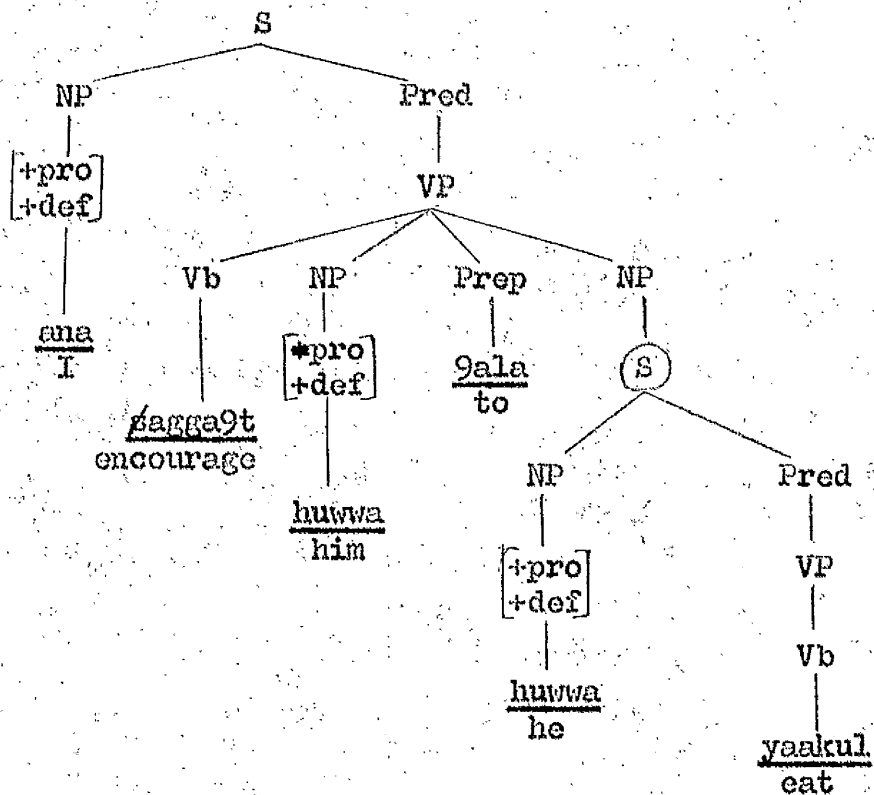 S
NP Pred
[+pro
+def]
VP
Vb NP Prep NP
ana
I
[*pro
+def]
9ala
to
S
s̸agga9t
encourage
NP Pred
huwwa
him
[+pro
+def]
VP
Vb
huwwa
he
yaakul
eat